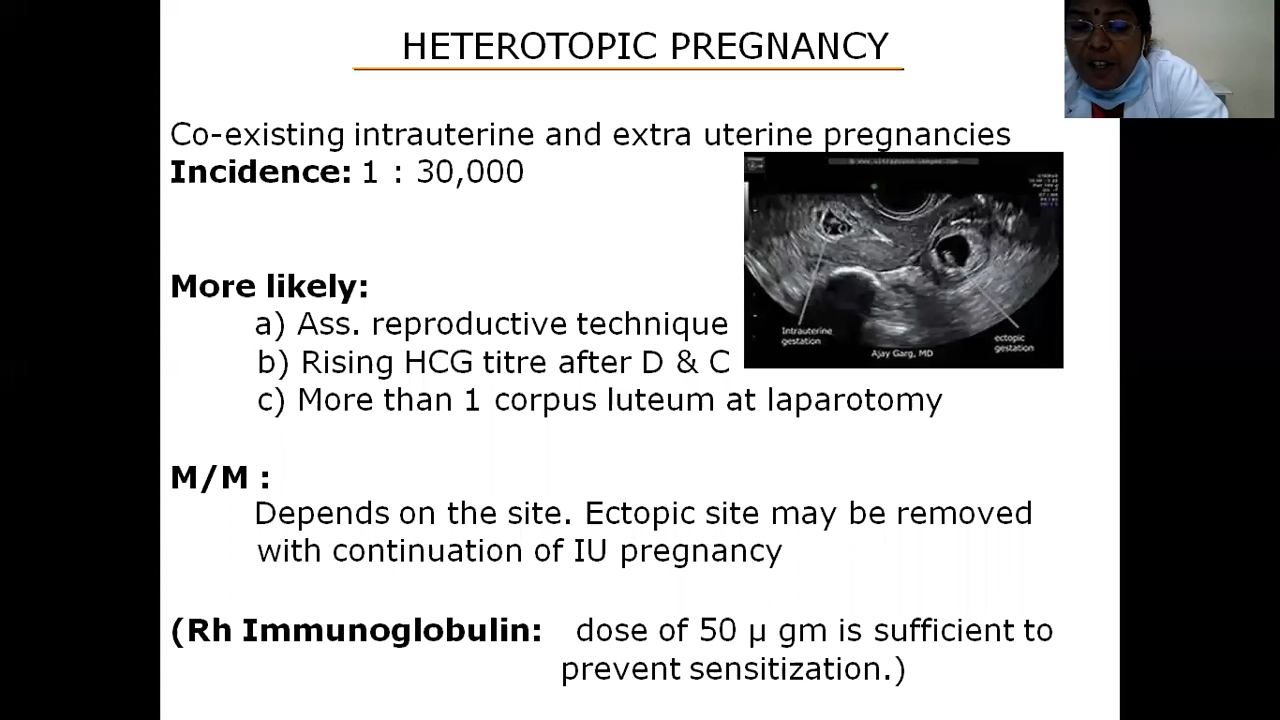 HETEROTOPIC PREGNANCY
Co-existing intrauterine and extra uterine pregnancies
Incidence: 1 : 30,000
More likely:
a) Ass. reproductive technique
b) Rising HCG titre after D & C
c) More than 1 corpus luteum at laparotomy
Intrauterine
gestation
ectopic
gestation
Ajay Garg, MD
M/M :
Depends on the site. Ectopic site may be removed
with continuation of IU pregnancy
(Rh Immunoglobulin: dose of 50 µ gm is sufficient to
prevent sensitization.)